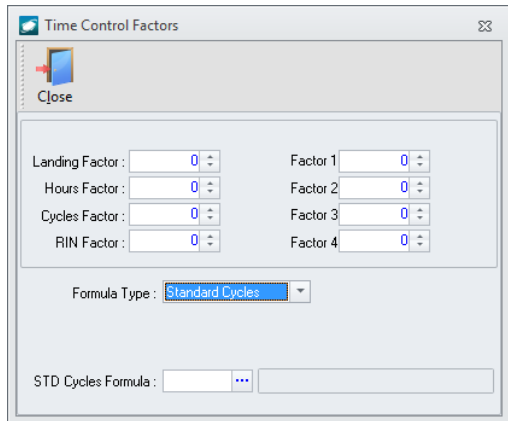 Time Control Factors
Close
Landing Factor : 0 Factor 1 0
Hours Factor : 0 Factor 2 0
Cycles Factor : 0 Factor 3 0
RIN Factor : 0 Factor 4 0
Formula Type : Standard Cycles
STD Cycles Formula : ...